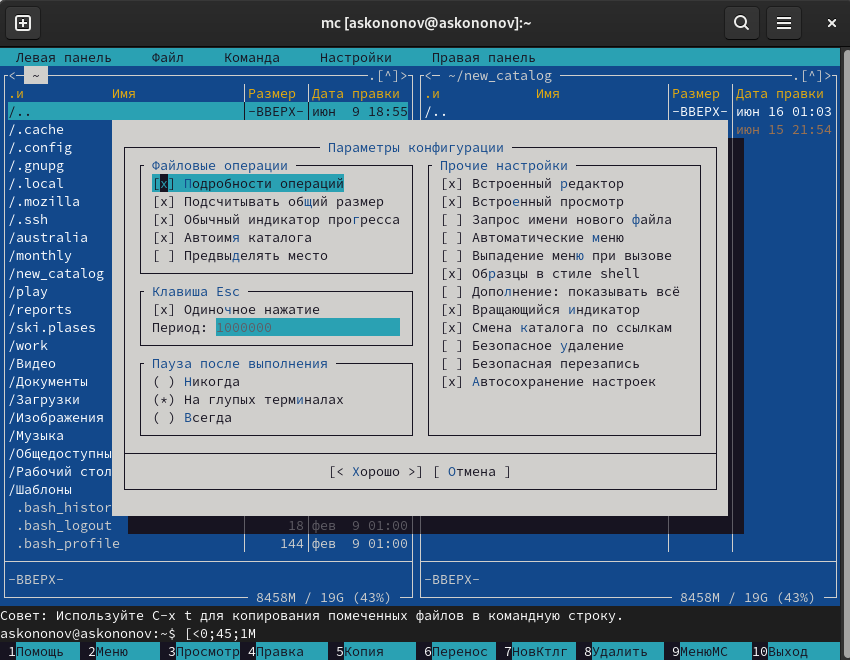 mc [askononov@askononov]:~
Левая панель Файл Команда Настройки Правая панель
<— ~ .[^]> <— ~/new_catalog .[^]>
.и Имя Размер Дата правки .и Имя Размер Дата правки
/.. -ВВЕРХ- июн 9 18:55 /.. -ВВЕРХ- июн 16 01:03
/.cache июн 15 21:54
/.config
/.gnupg
/.local
/.mozilla
/.ssh
/australia
/monthly
/new_catalog
/play
/reports
/ski.plases
/work
/Видео
/Документы
/Загрузки
/Изображения
/Музыка
/Общедоступны
/Рабочий стол
/Шаблоны
.bash_histor
.bash_logout 18 фев 9 01:00
.bash_profile 144 фев 9 01:00
Параметры конфигурации
Файловые операции
[x] Подробности операций
[x] Подсчитывать общий размер
[x] Обычный индикатор прогресса
[x] Автоимя каталога
[ ] Предвыделять место
Клавиша Esc
[x] Одиночное нажатие
Период: 1000000
Пауза после выполнения
( ) Никогда
(*) На глупых терминалах
( ) Всегда
Прочие настройки
[x] Встроенный редактор
[x] Встроенный просмотр
[ ] Запрос имени нового файла
[ ] Автоматические меню
[ ] Выпадение меню при вызове
[x] Образцы в стиле shell
[ ] Дополнение: показывать всё
[x] Вращающийся индикатор
[x] Смена каталога по ссылкам
[ ] Безопасное удаление
[ ] Безопасная перезапись
[x] Автосохранение настроек
[< Хорошо >] [ Отмена ]
-ВВЕРХ- -ВВЕРХ-
8458M / 19G (43%) 8458M / 19G (43%)
Совет: Используйте C-x t для копирования помеченных файлов в командную строку.
askononov@askononov:~$ [<0;45;1M
1Помощь 2Меню 3Просмотр 4Правка 5Копия 6Перенос 7НовКтлг 8Удалить 9МенюMC 10Выход